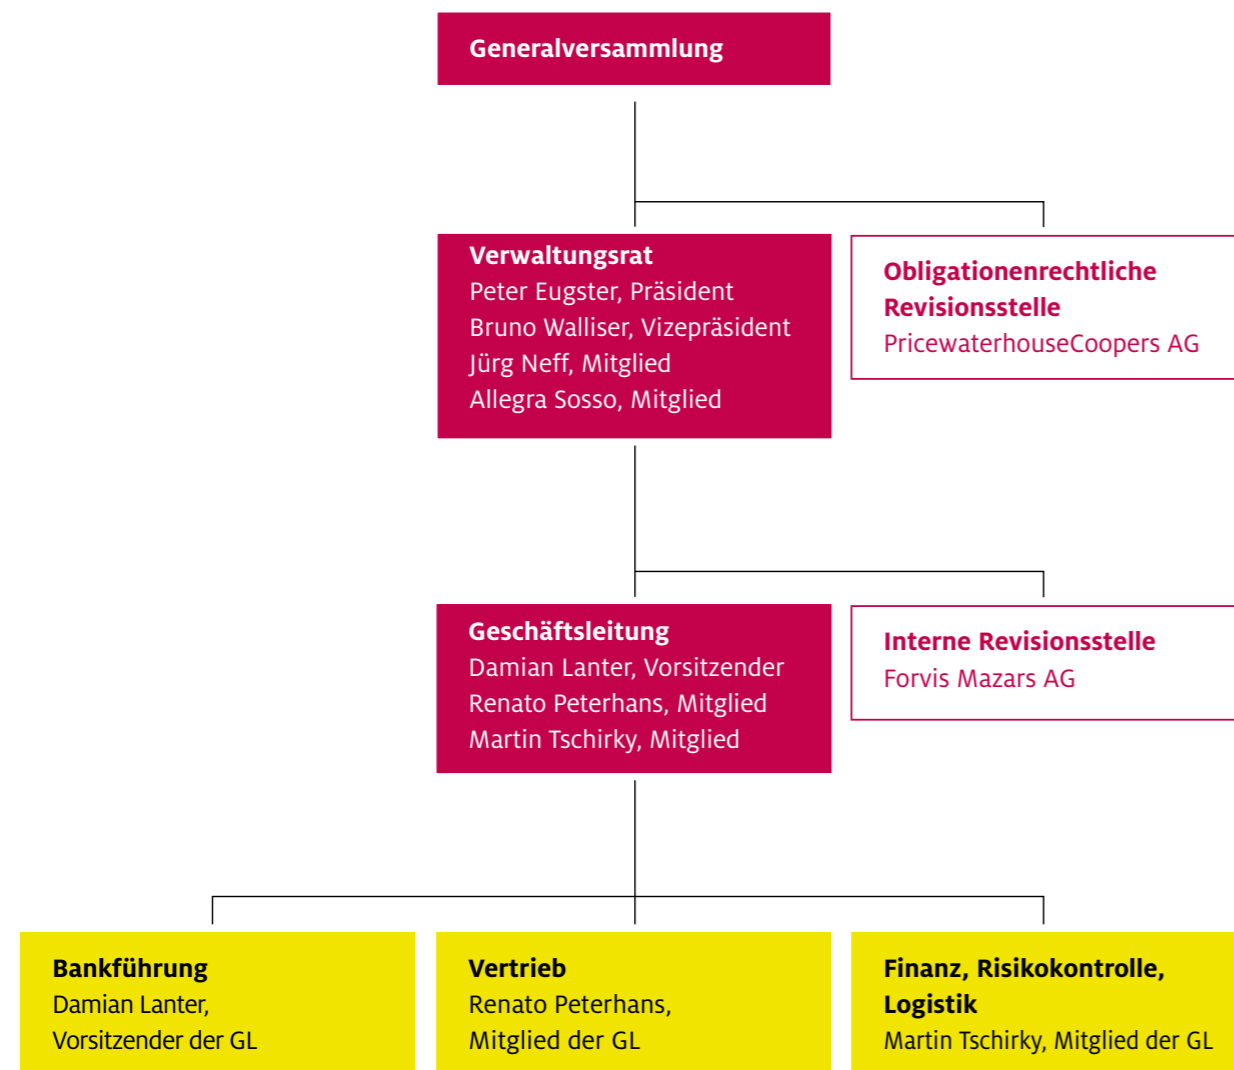 Generalversammlung
Verwaltungsrat
Peter Eugster, Präsident
Bruno Walliser, Vizepräsident
Jürg Neff, Mitglied
Allegra Sosso, Mitglied
Obligationenrechtliche
Revisionsstelle
PricewaterhouseCoopers AG
Geschäftsleitung
Damian Lanter, Vorsitzender
Renato Peterhans, Mitglied
Martin Tschirky, Mitglied
Interne Revisionsstelle
Forvis Mazars AG
Bankführung
Damian Lanter,
Vorsitzender der GL
Vertrieb
Renato Peterhans,
Mitglied der GL
Finanz, Risikokontrolle,
Logistik
Martin Tschirky, Mitglied der GL